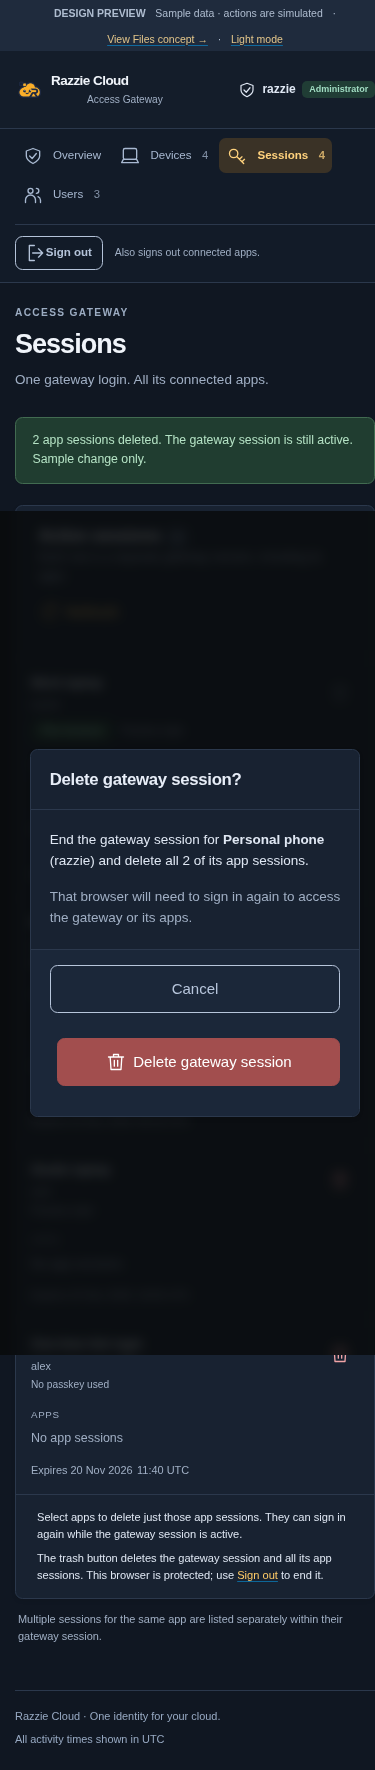 DESIGN PREVIEW Sample data · actions are simulated ·
View Files concept → · Light mode
Razzie Cloud
Access Gateway
razzie Administrator
Overview Devices 4 Sessions 4
Users 3
Sign out Also signs out connected apps.
ACCESS GATEWAY
Sessions
One gateway login. All its connected apps.
2 app sessions deleted. The gateway session is still active.
Sample change only.
Delete gateway session?
End the gateway session for Personal phone
(razzie) and delete all 2 of its app sessions.
That browser will need to sign in again to access
the gateway or its apps.
Cancel
Delete gateway session
alex
No passkey used
APPS
No app sessions
Expires 20 Nov 2026 11:40 UTC
Select apps to delete just those app sessions. They can sign in
again while the gateway session is active.
The trash button deletes the gateway session and all its app
sessions. This browser is protected; use Sign out to end it.
Multiple sessions for the same app are listed separately within their
gateway session.
Razzie Cloud · One identity for your cloud.
All activity times shown in UTC